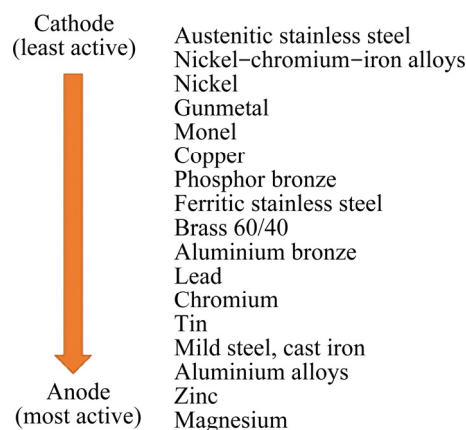 Cathode
(least active)
Austenitic stainless steel
Nickel−chromium−iron alloys
Nickel
Gunmetal
Monel
Copper
Phosphor bronze
Ferritic stainless steel
Brass 60/40
Aluminium bronze
Lead
Chromium
Tin
Mild steel, cast iron
Aluminium alloys
Zinc
Magnesium
Anode
(most active)